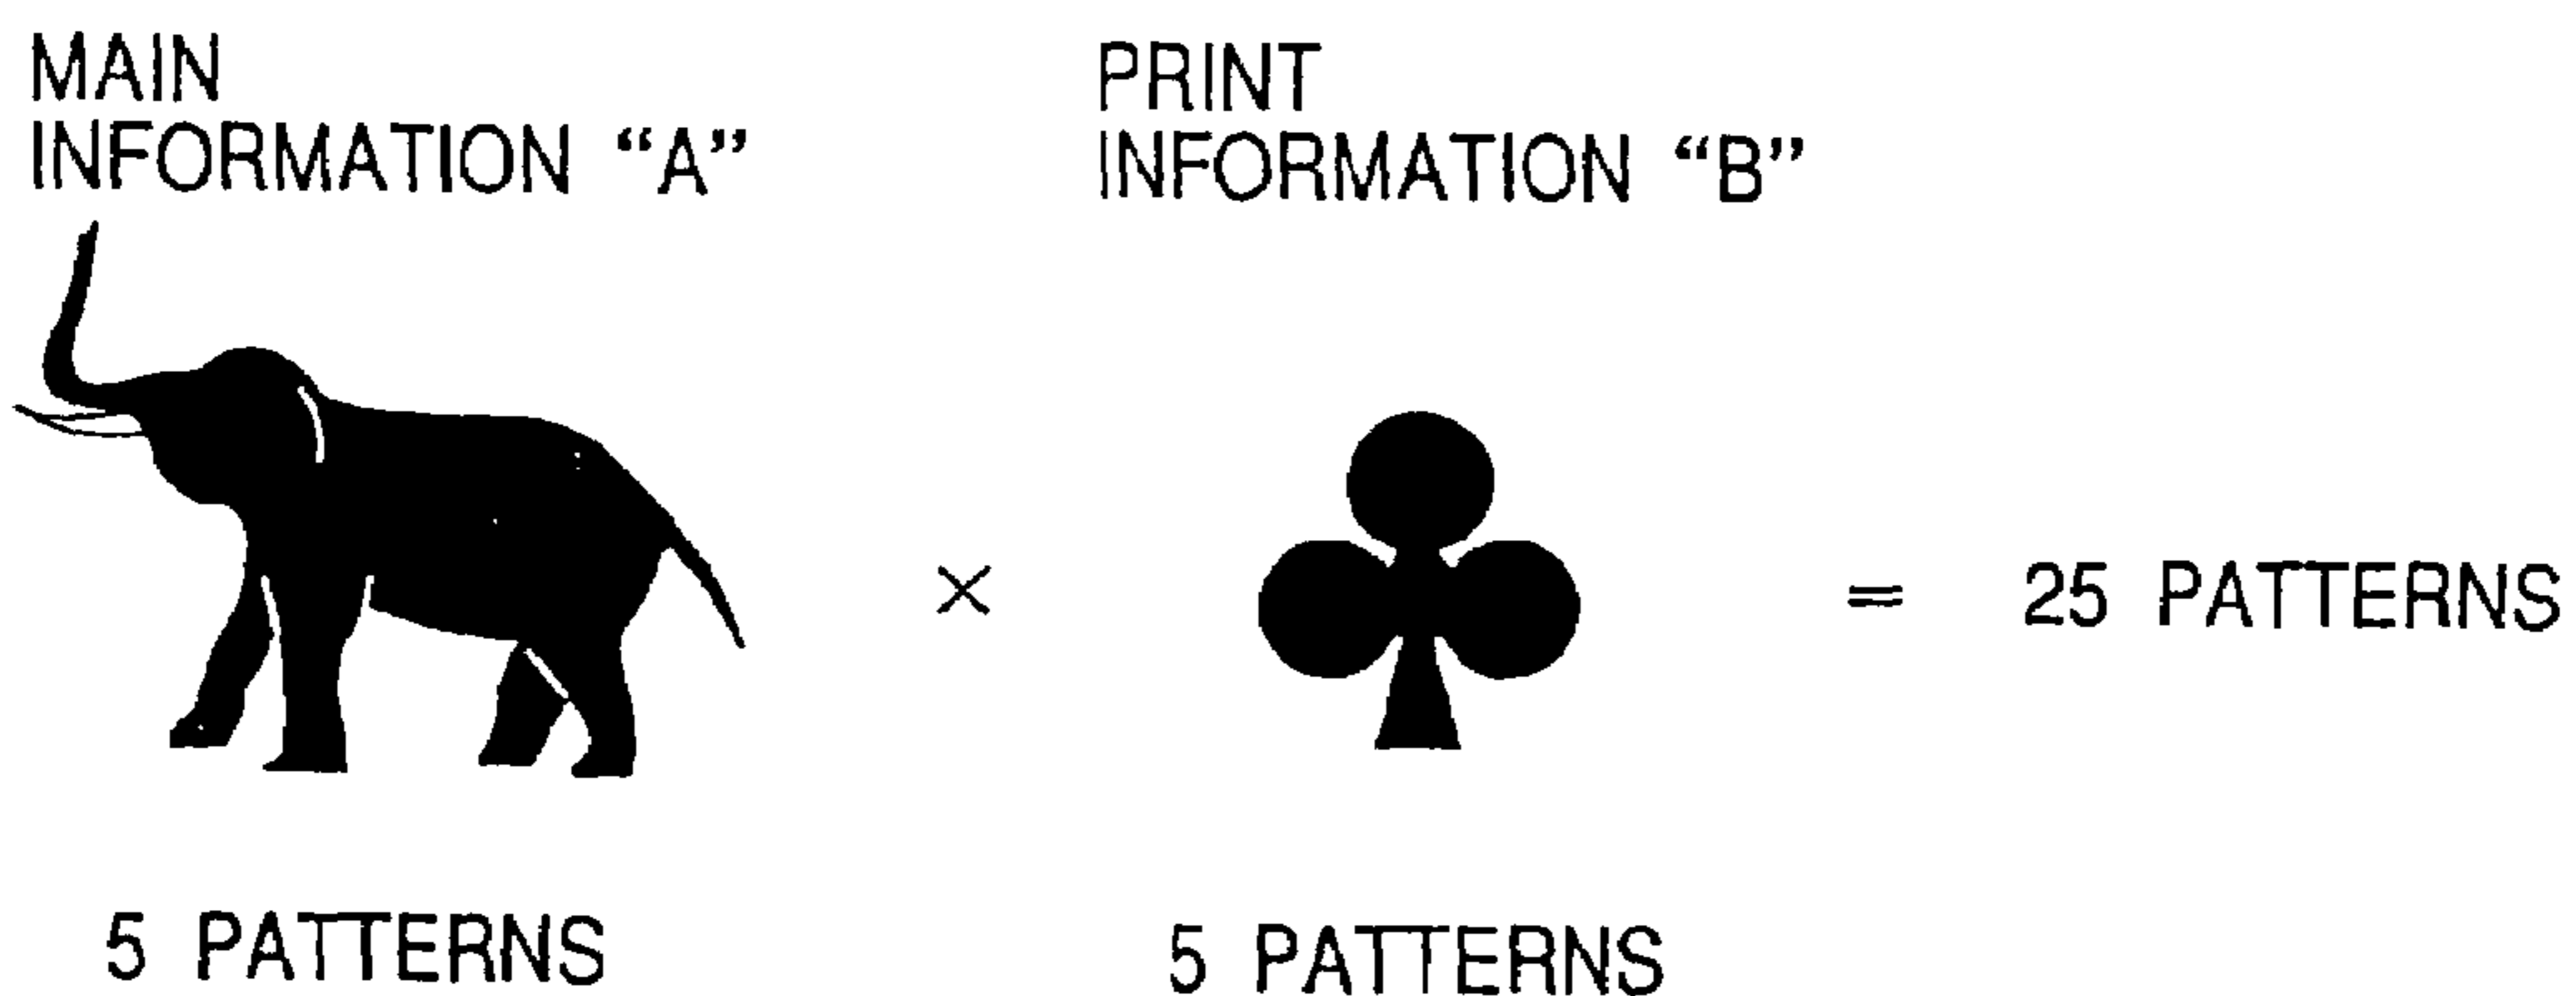 MAIN
INFORMATION “A”
PRINT
INFORMATION “B”
× = 25 PATTERNS
5 PATTERNS
5 PATTERNS